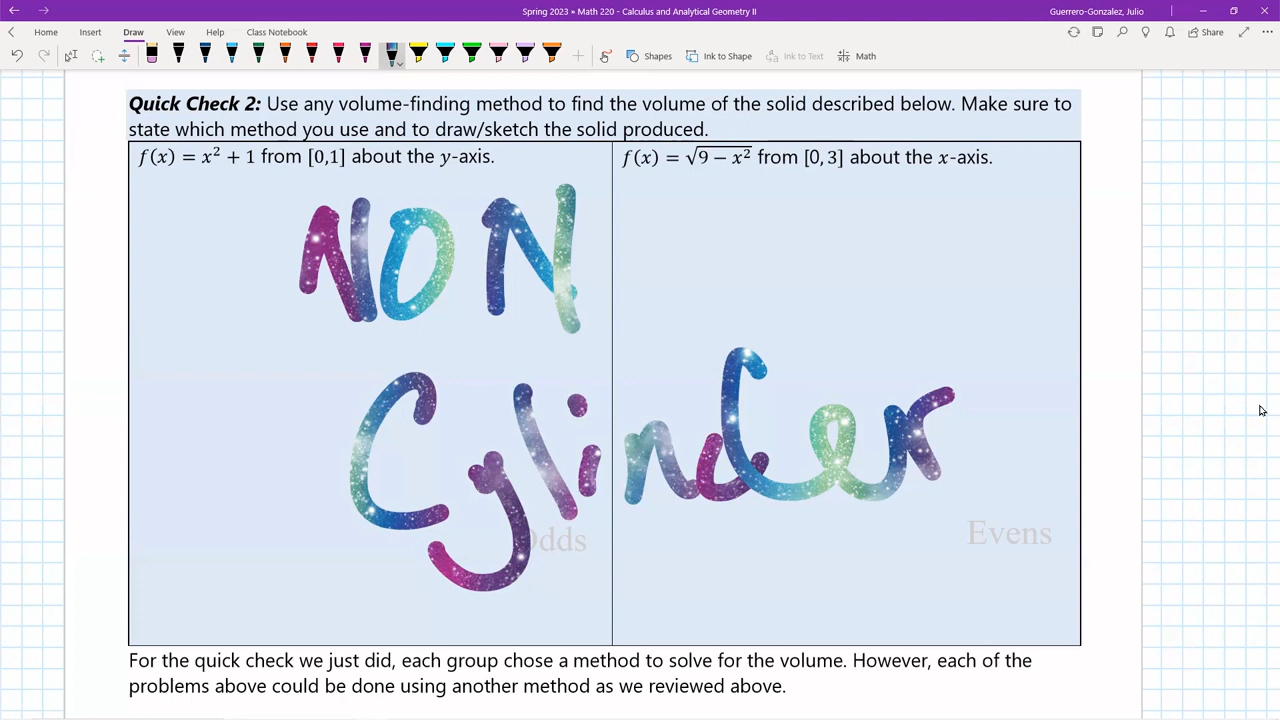 Spring 2023 » Math 220 - Calculus and Analytical Geometry II
Guerrero-Gonzalez, Julio
Home Insert Draw View Help Class Notebook
Share
Shapes Ink to Shape Ink to Text Math
Quick Check 2: Use any volume-finding method to find the volume of the solid described below. Make sure to
state which method you use and to draw/sketch the solid produced.
f(x) = x² + 1 from [0,1] about the y-axis.
f(x) = √(9 − x²) from [0, 3] about the x-axis.
NON
Cylinder
Odds
Evens
For the quick check we just did, each group chose a method to solve for the volume. However, each of the
problems above could be done using another method as we reviewed above.